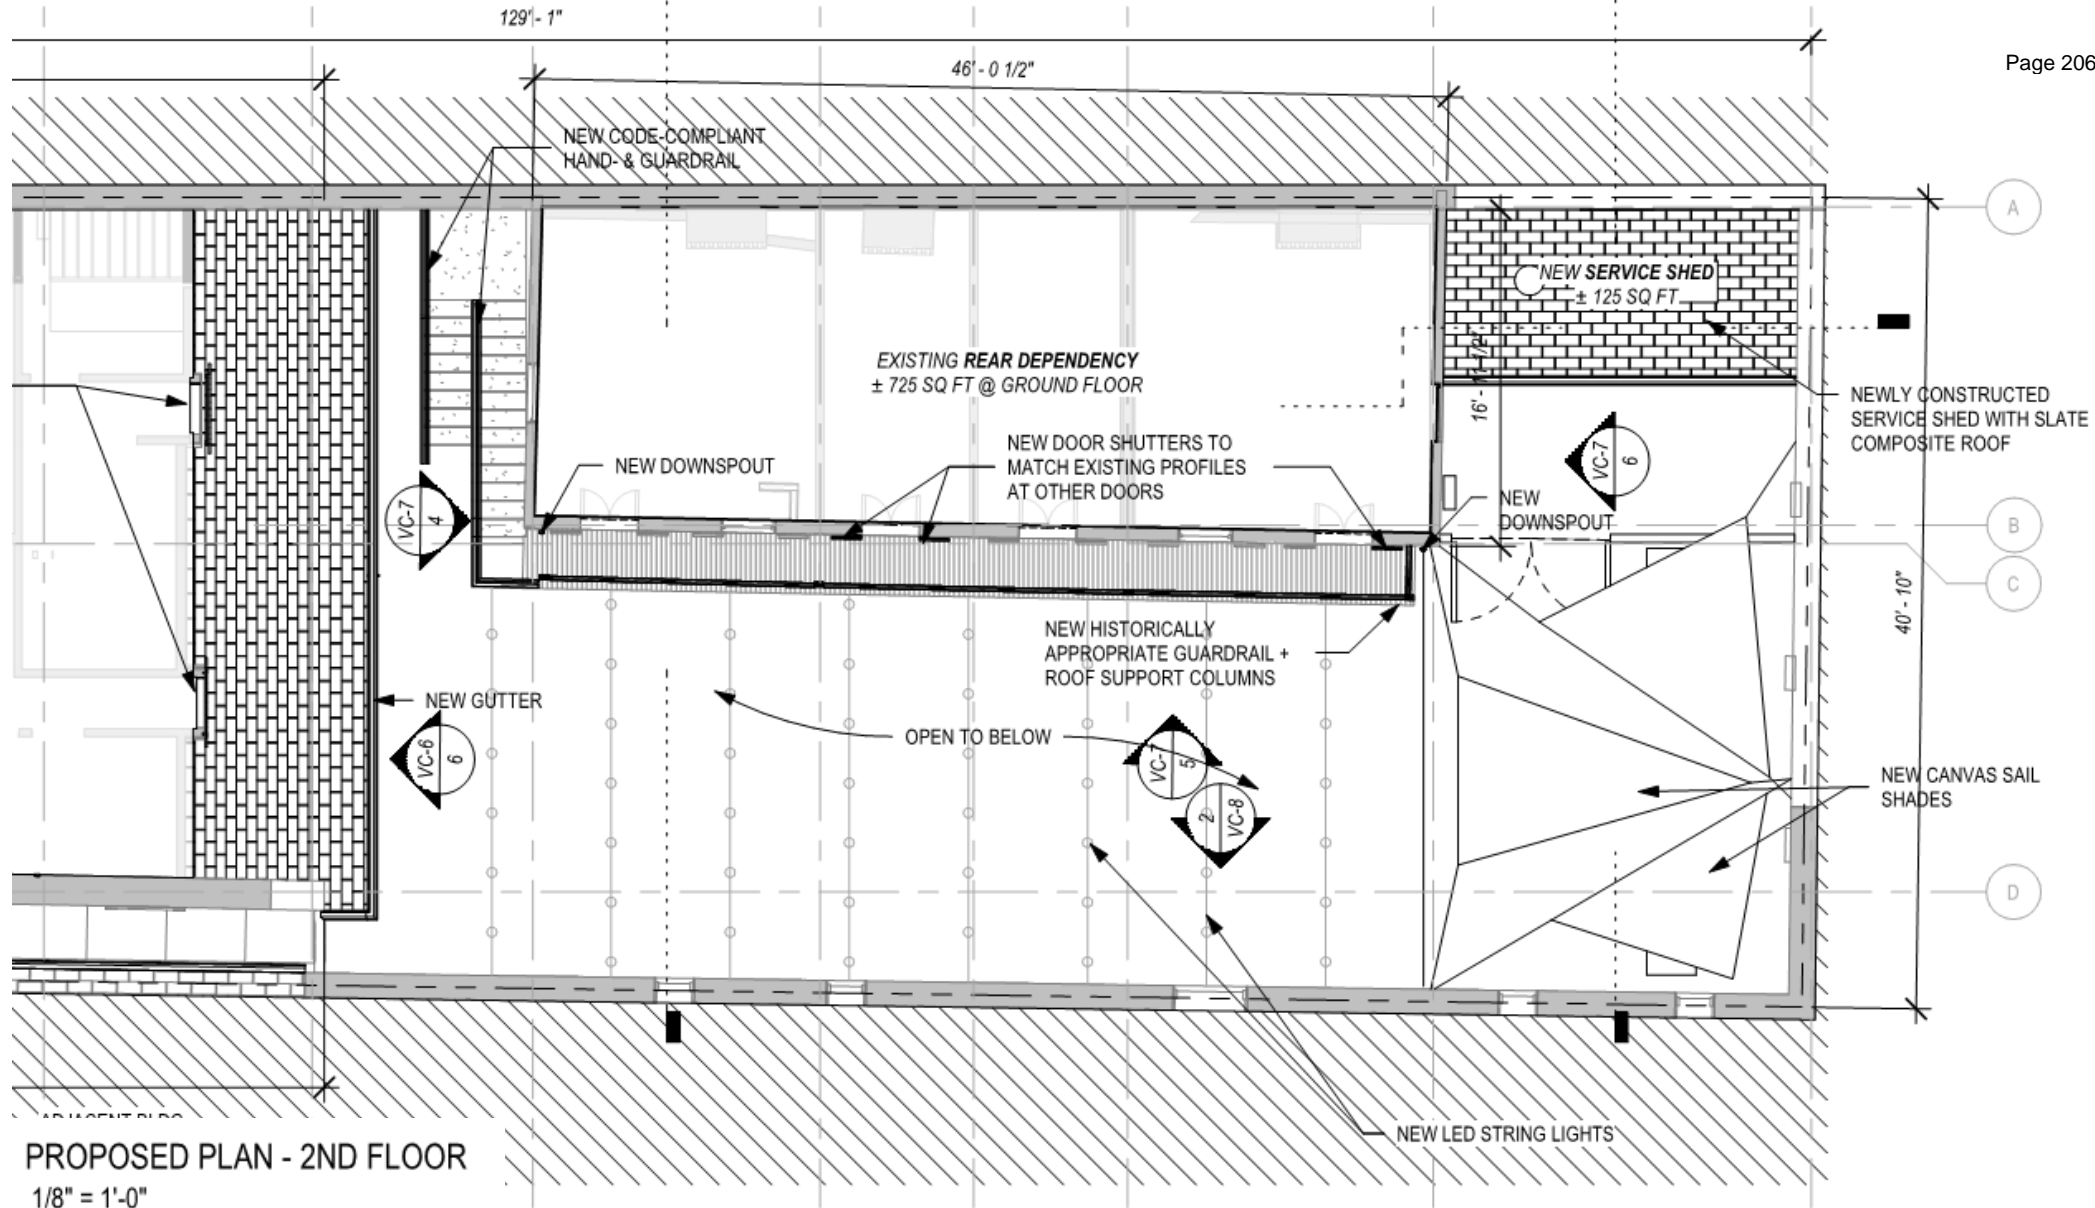 129' - 1"
46' - 0 1/2"
Page 206
NEW CODE-COMPLIANT
HAND- & GUARDRAIL
A
NEW SERVICE SHED
± 125 SQ FT
EXISTING REAR DEPENDENCY
± 725 SQ FT @ GROUND FLOOR
16' - 11 1/2"
NEWLY CONSTRUCTED
SERVICE SHED WITH SLATE
COMPOSITE ROOF
NEW DOWNSPOUT
NEW DOOR SHUTTERS TO
MATCH EXISTING PROFILES
AT OTHER DOORS
VC-7
6
NEW
DOWNSPOUT
VC-7
4
B
C
40' - 10"
NEW HISTORICALLY
APPROPRIATE GUARDRAIL +
ROOF SUPPORT COLUMNS
NEW GUTTER
VC-6
6
OPEN TO BELOW
VC-7
5
2
VC-8
NEW CANVAS SAIL
SHADES
D
NEW LED STRING LIGHTS
PROPOSED PLAN - 2ND FLOOR
1/8" = 1'-0"